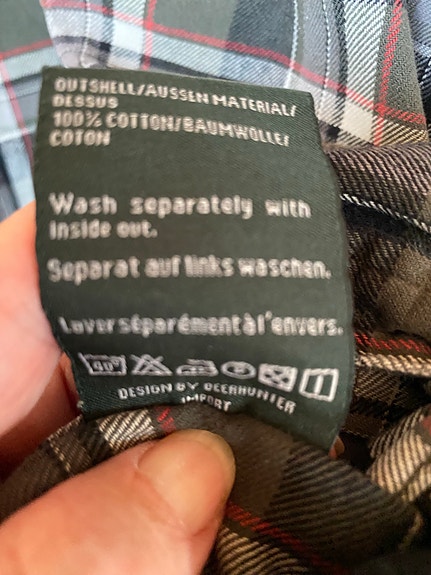 OUTSHELL/AUSSEN MATERIAL/
DESSUS
100% COTTON/BAUMWOLLE/
COTON
Wash separately with
inside out.
Separat auf links waschen.
Laver séparément à l'envers.
40°
DESIGN BY DEERHUNTER
IMPORT